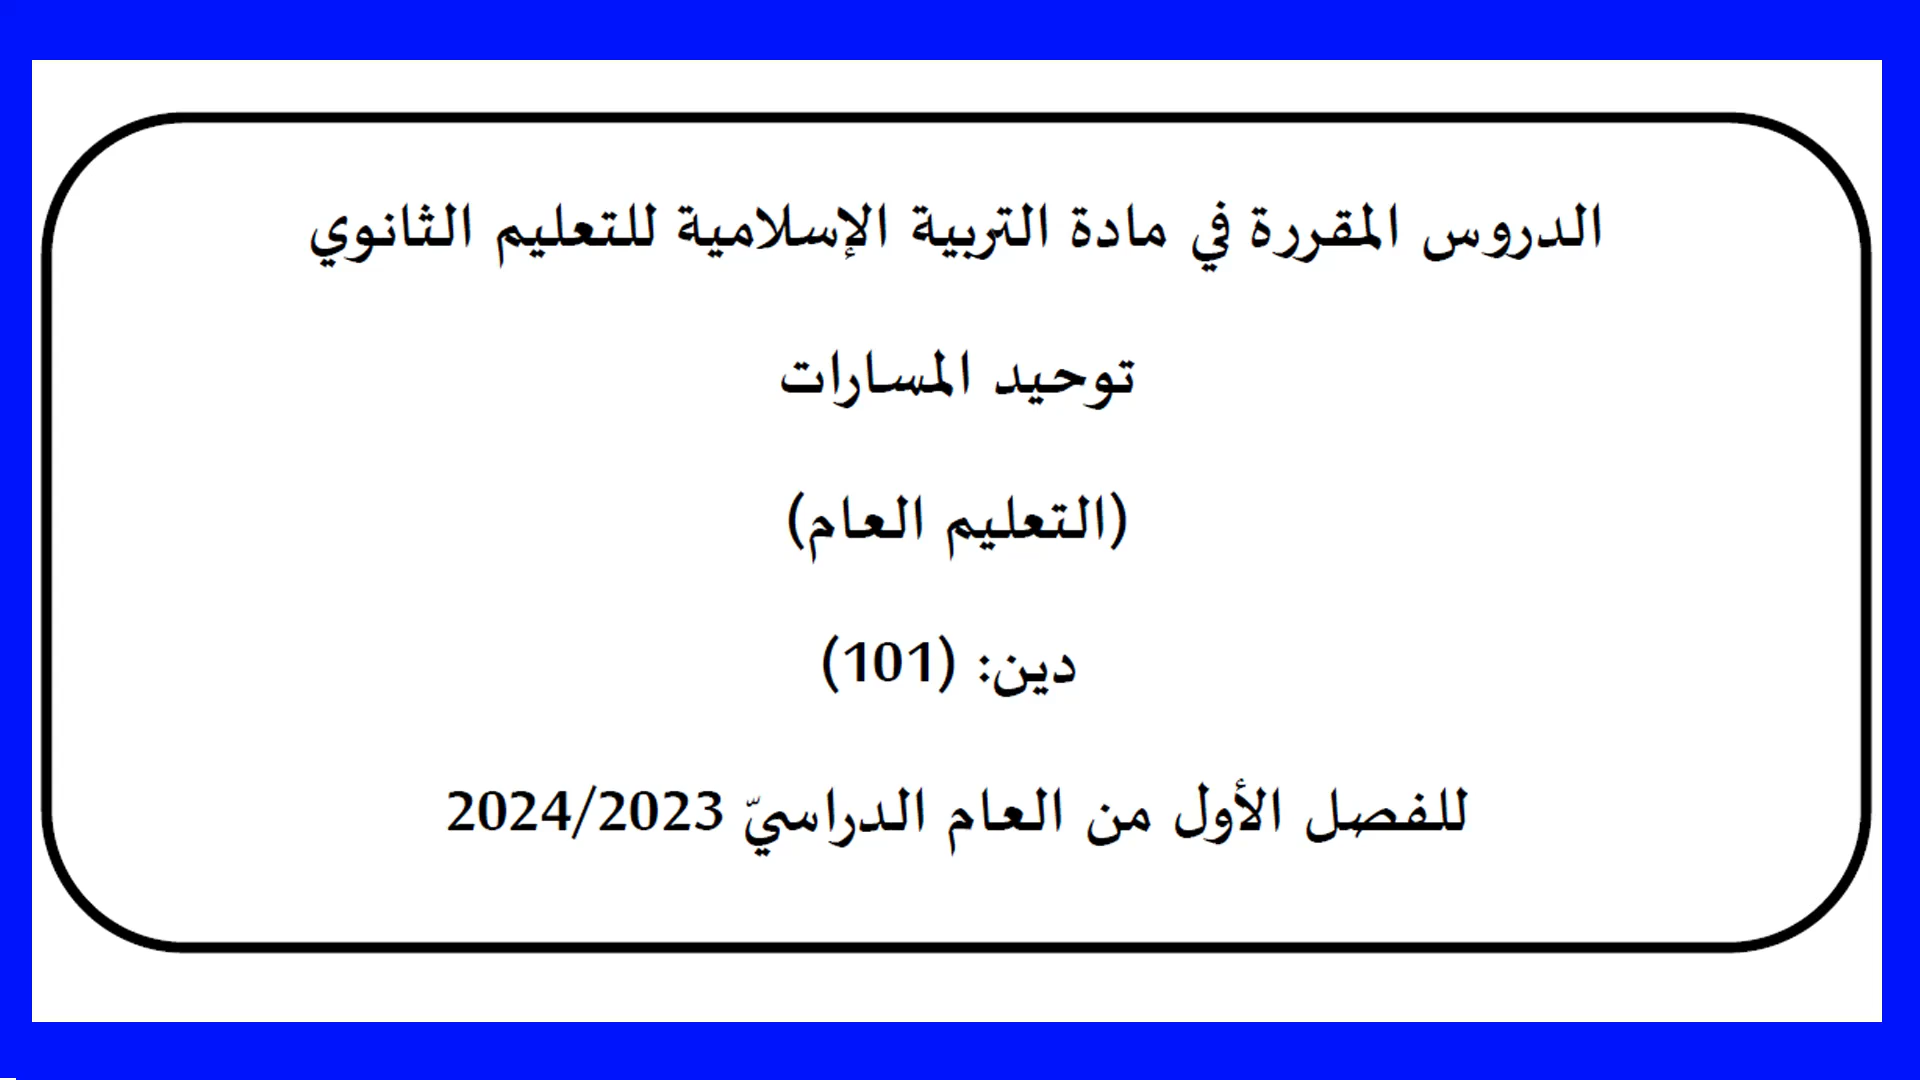 الدروس المقررة في مادة التربية الإسلامية للتعليم الثانوي
توحيد المسارات
(التعليم العام)
دين: (101)
للفصل الأول من العام الدراسيّ 2024/2023